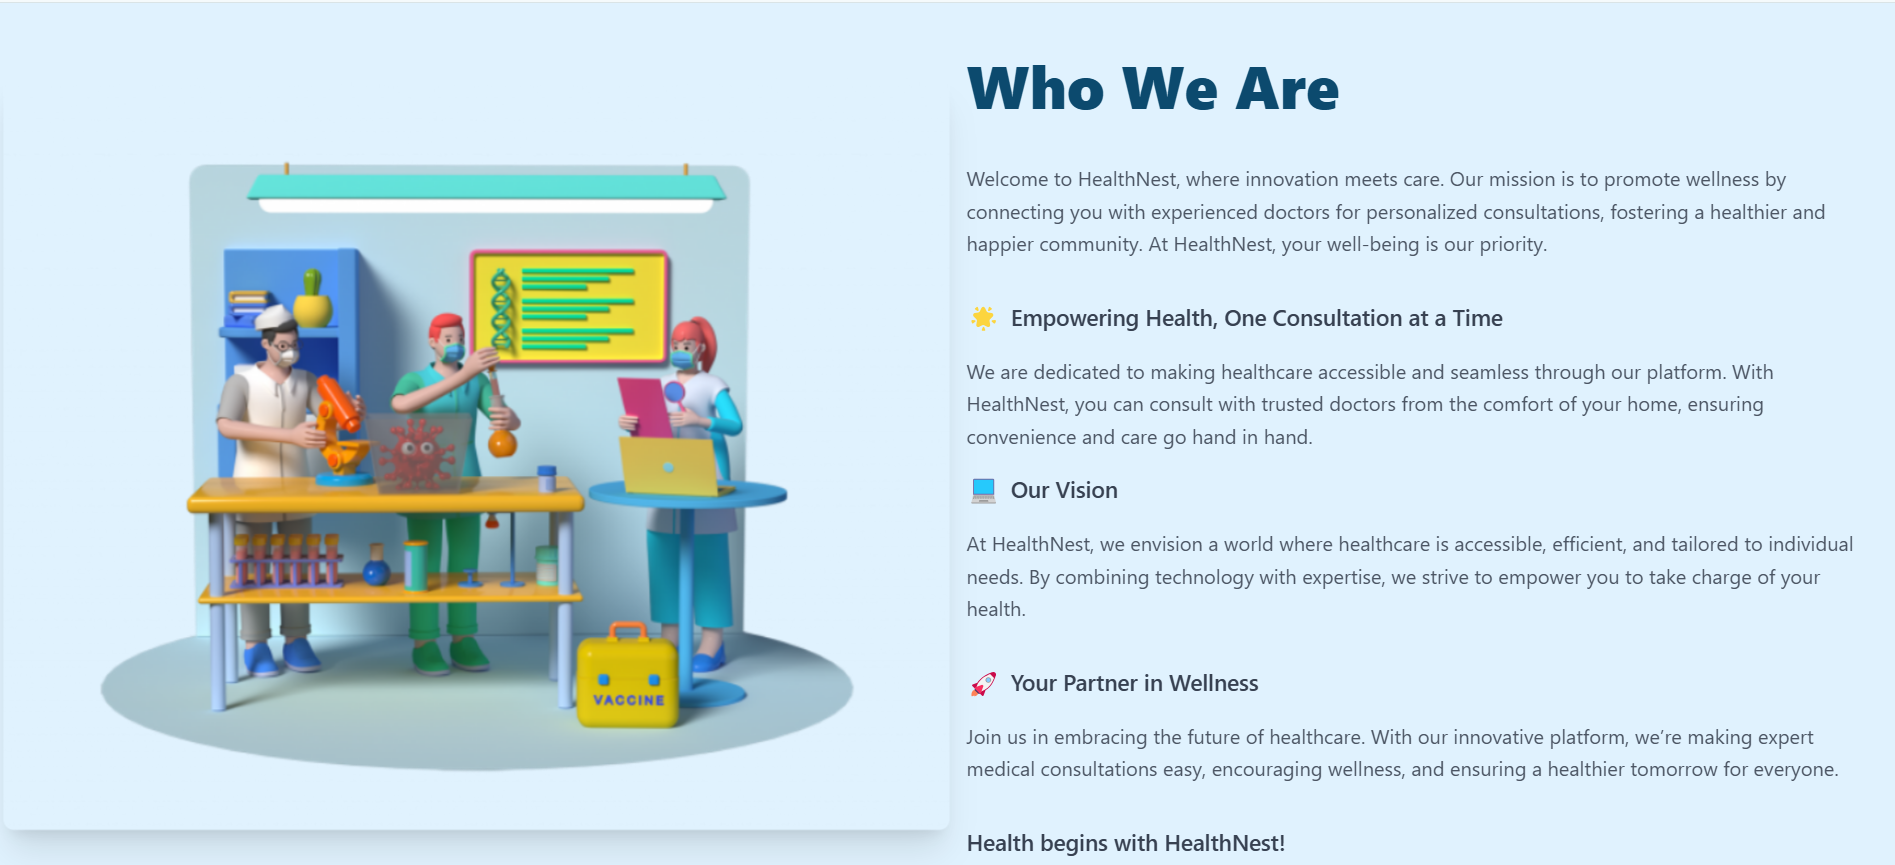 Who We Are
Welcome to HealthNest, where innovation meets care. Our mission is to promote wellness by
connecting you with experienced doctors for personalized consultations, fostering a healthier and
happier community. At HealthNest, your well-being is our priority.
🌟 Empowering Health, One Consultation at a Time
We are dedicated to making healthcare accessible and seamless through our platform. With
HealthNest, you can consult with trusted doctors from the comfort of your home, ensuring
convenience and care go hand in hand.
💻 Our Vision
At HealthNest, we envision a world where healthcare is accessible, efficient, and tailored to individual
needs. By combining technology with expertise, we strive to empower you to take charge of your
health.
🚀 Your Partner in Wellness
Join us in embracing the future of healthcare. With our innovative platform, we’re making expert
medical consultations easy, encouraging wellness, and ensuring a healthier tomorrow for everyone.
Health begins with HealthNest!
VACCINE